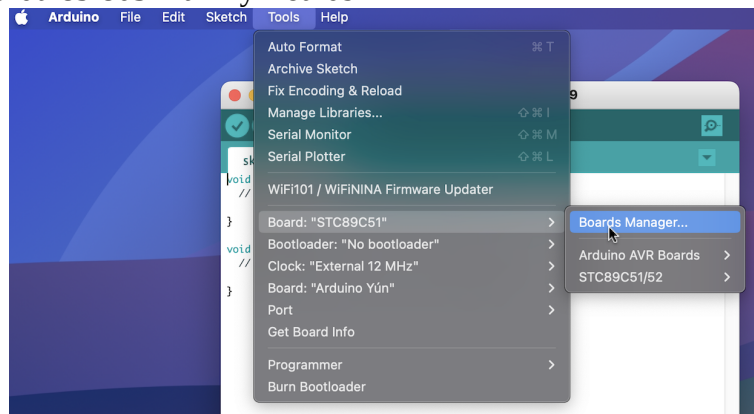 Arduino File Edit Sketch Tools Help
Auto Format ⌘ T
Archive Sketch
Fix Encoding & Reload
Manage Libraries... ⇧ ⌘ I
Serial Monitor ⇧ ⌘ M
Serial Plotter ⇧ ⌘ L
WiFi101 / WiFiNINA Firmware Updater
Board: "STC89C51"
Bootloader: "No bootloader"
Clock: "External 12 MHz"
Board: "Arduino Yún"
Port
Get Board Info
Programmer
Burn Bootloader
Boards Manager...
Arduino AVR Boards
STC89C51/52
9
sk
void
//
}
void
//
}